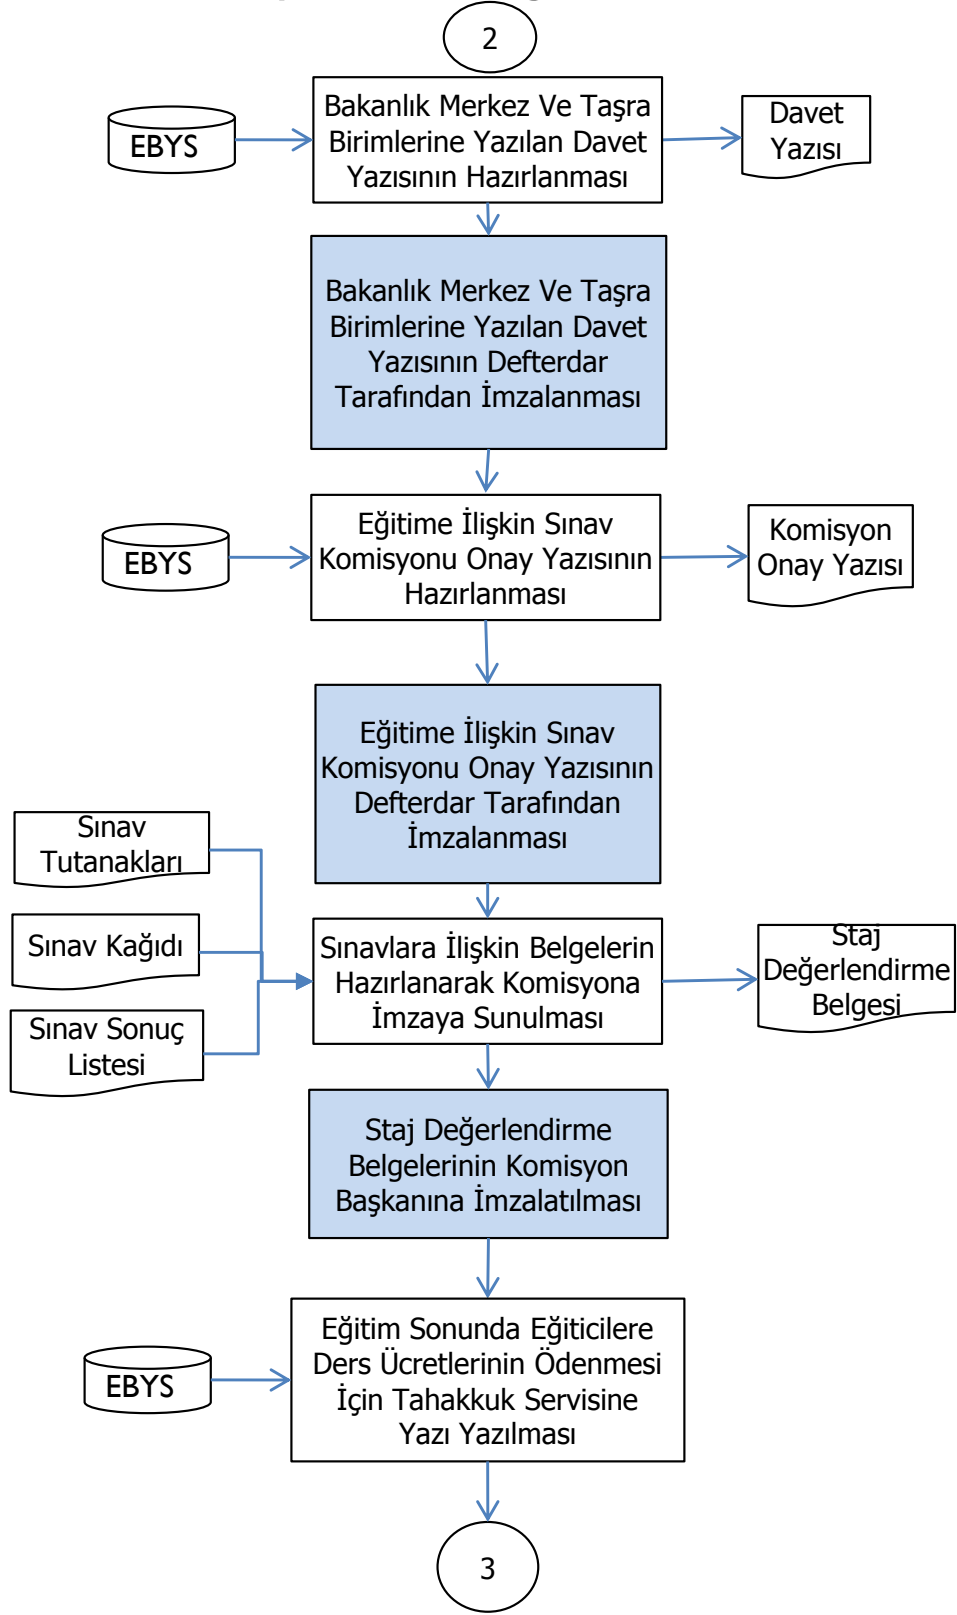 2
EBYS
Bakanlık Merkez Ve Taşra
Birimlerine Yazılan Davet
Yazısının Hazırlanması
Davet
Yazısı
Bakanlık Merkez Ve Taşra
Birimlerine Yazılan Davet
Yazısının Defterdar
Tarafından İmzalanması
EBYS
Eğitime İlişkin Sınav
Komisyonu Onay Yazısının
Hazırlanması
Komisyon
Onay Yazısı
Eğitime İlişkin Sınav
Komisyonu Onay Yazısının
Defterdar Tarafından
İmzalanması
Sınav
Tutanakları
Sınav Kağıdı
Sınav Sonuç
Listesi
Sınavlara İlişkin Belgelerin
Hazırlanarak Komisyona
İmzaya Sunulması
Staj
Değerlendirme
Belgesi
Staj Değerlendirme
Belgelerinin Komisyon
Başkanına İmzalatılması
EBYS
Eğitim Sonunda Eğiticilere
Ders Ücretlerinin Ödenmesi
İçin Tahakkuk Servisine
Yazı Yazılması
3